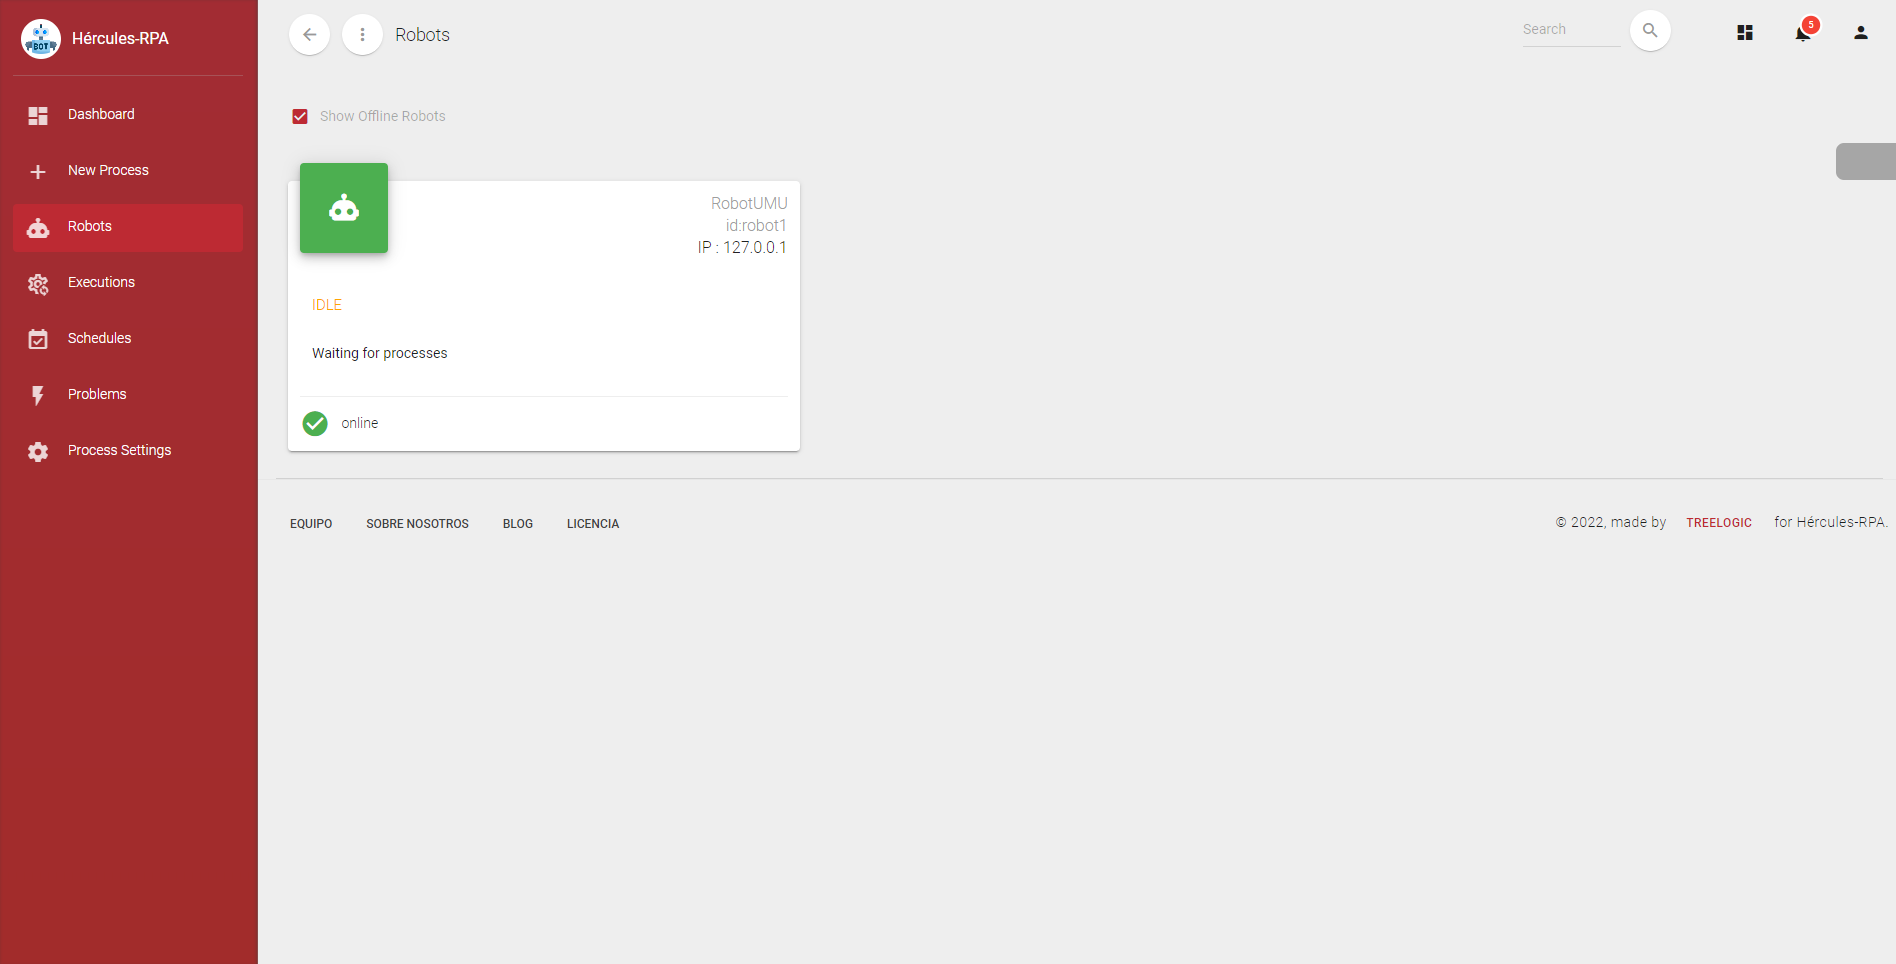 BOT
Hércules-RPA
Dashboard
New Process
Robots
Executions
Schedules
Problems
Process Settings
Robots
Search
5
Show Offline Robots
RobotUMU
id:robot1
IP : 127.0.0.1
IDLE
Waiting for processes
online
EQUIPO SOBRE NOSOTROS BLOG LICENCIA
© 2022, made by TREELOGIC for Hércules-RPA.